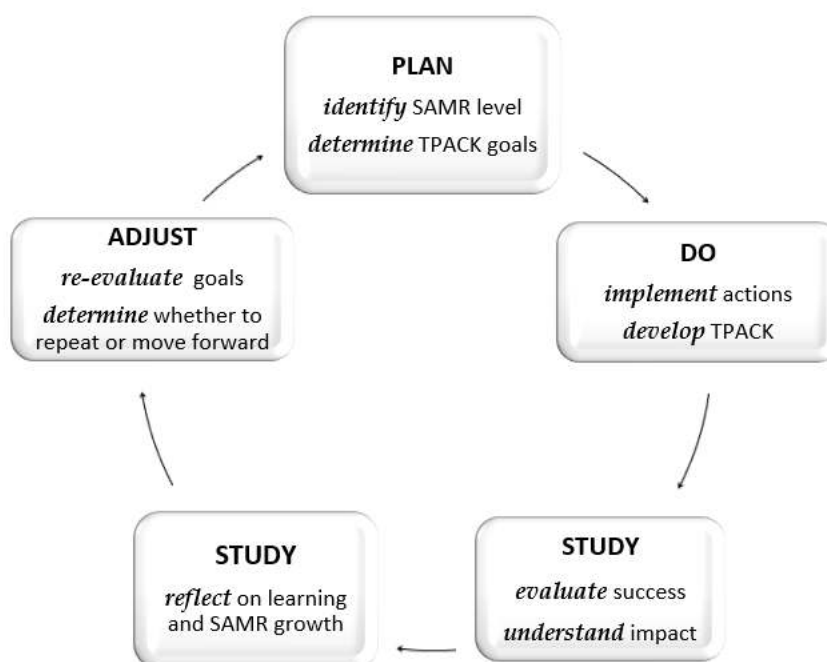 PLAN
identify SAMR level
determine TPACK goals
DO
implement actions
develop TPACK
STUDY
evaluate success
understand impact
STUDY
reflect on learning
and SAMR growth
ADJUST
re-evaluate goals
determine whether to
repeat or move forward